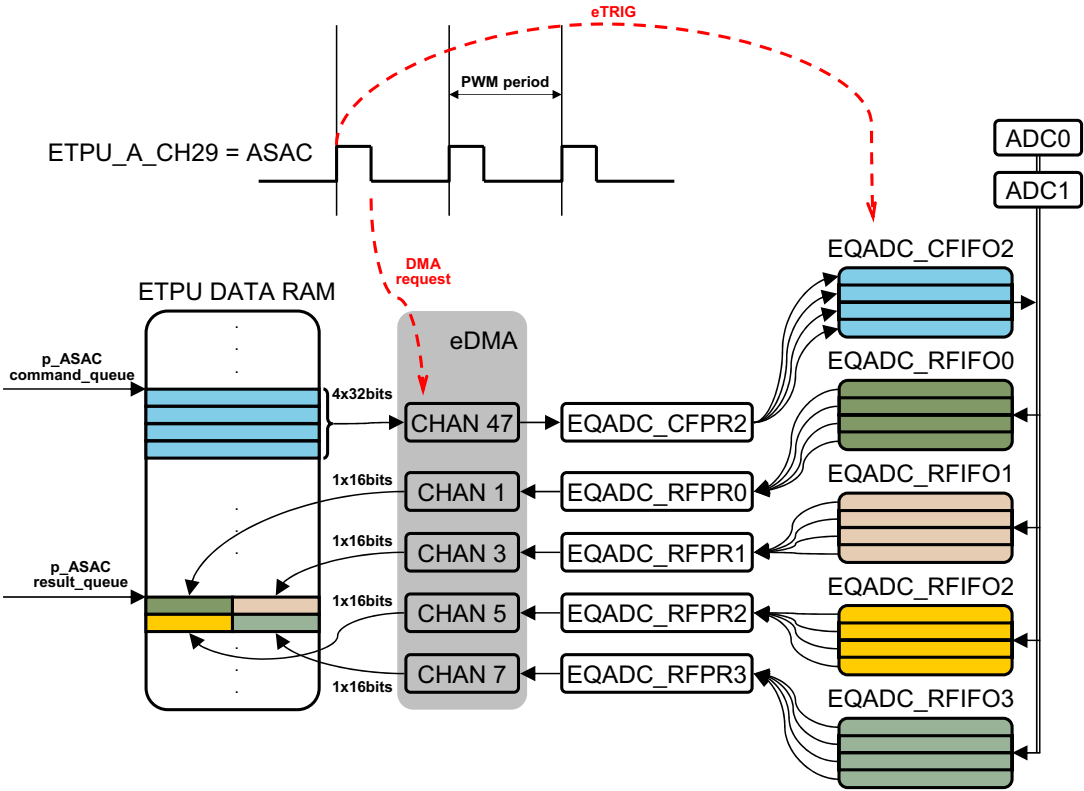 eTRIG
PWM period
ETPU_A_CH29 = ASAC
ADC0
ADC1
DMA
request
EQADC_CFIFO2
ETPU DATA RAM
eDMA
p_ASAC
command_queue
4x32bits
CHAN 47
EQADC_CFPR2
EQADC_RFIFO0
1x16bits
CHAN 1
EQADC_RFPR0
EQADC_RFIFO1
1x16bits
CHAN 3
EQADC_RFPR1
p_ASAC
result_queue
EQADC_RFIFO2
1x16bits
CHAN 5
EQADC_RFPR2
CHAN 7
EQADC_RFPR3
1x16bits
EQADC_RFIFO3